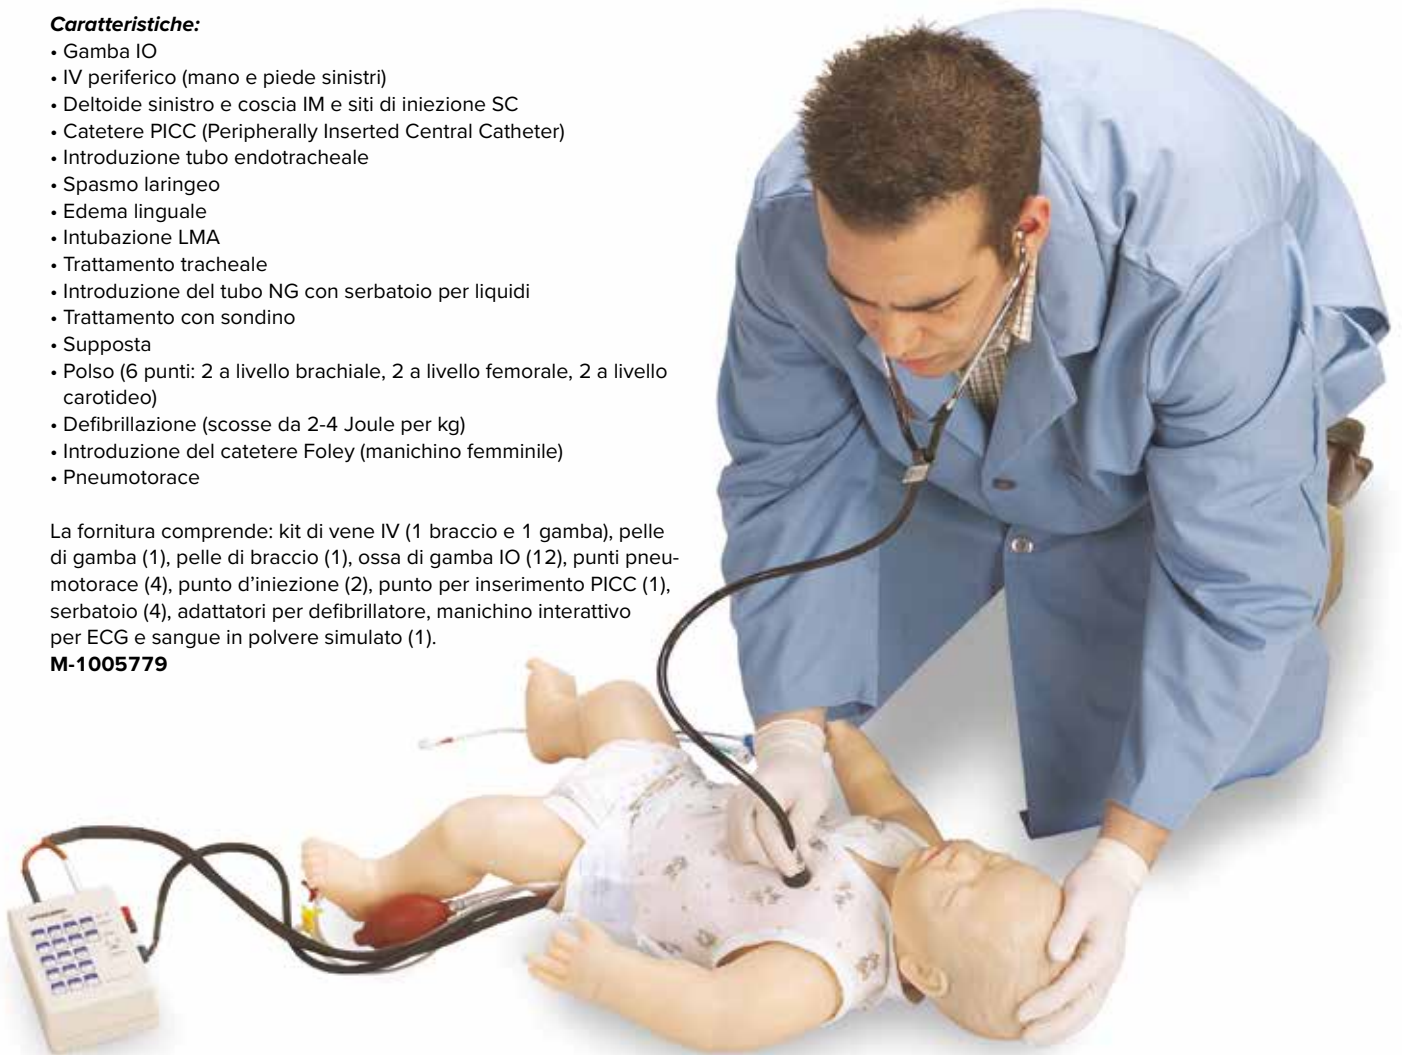 Caratteristiche:
• Gamba IO
• IV periferico (mano e piede sinistri)
• Deltoide sinistro e coscia IM e siti di iniezione SC
• Catetere PICC (Peripherally Inserted Central Catheter)
• Introduzione tubo endotracheale
• Spasmo laringeo
• Edema linguale
• Intubazione LMA
• Trattamento tracheale
• Introduzione del tubo NG con serbatoio per liquidi
• Trattamento con sondino
• Supposta
• Polso (6 punti: 2 a livello brachiale, 2 a livello femorale, 2 a livello
carotideo)
• Defibrillazione (scosse da 2-4 Joule per kg)
• Introduzione del catetere Foley (manichino femminile)
• Pneumotorace
La fornitura comprende: kit di vene IV (1 braccio e 1 gamba), pelle
di gamba (1), pelle di braccio (1), ossa di gamba IO (12), punti pneu-
motorace (4), punto d'iniezione (2), punto per inserimento PICC (1),
serbatoio (4), adattatori per defibrillatore, manichino interattivo
per ECG e sangue in polvere simulato (1).
M-1005779